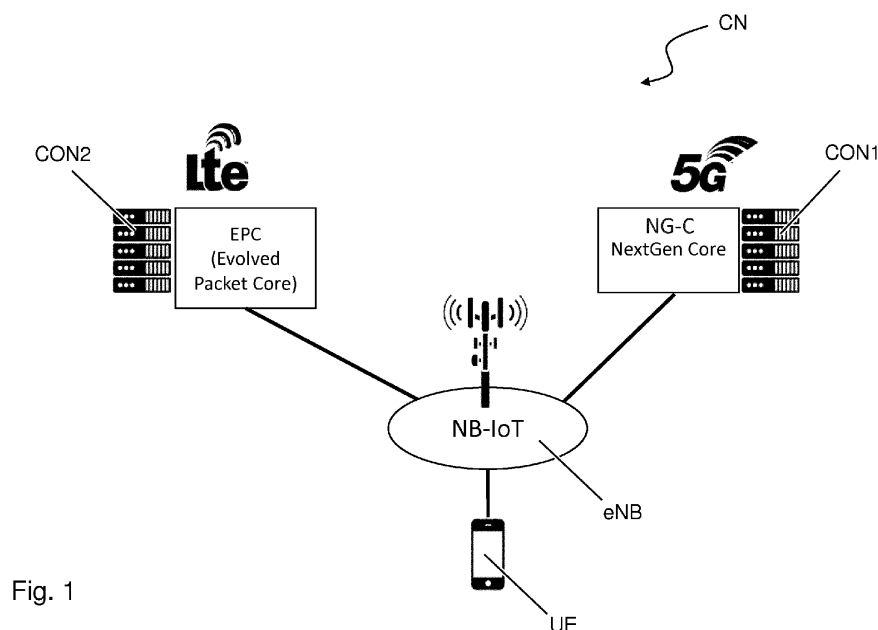 CN
CON2
Lte
5G
CON1
EPC
(Evolved
Packet Core)
NG-C
NextGen Core
NB-IoT
eNB
Fig. 1
UE